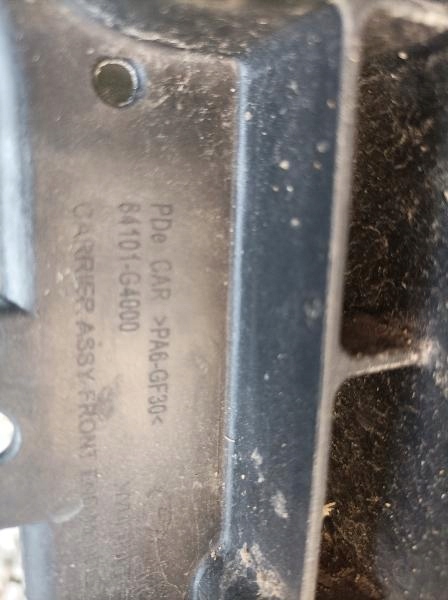 PDe CAR >PA6-GF30<
64101-G4000
CARRIER ASSY-FRONT